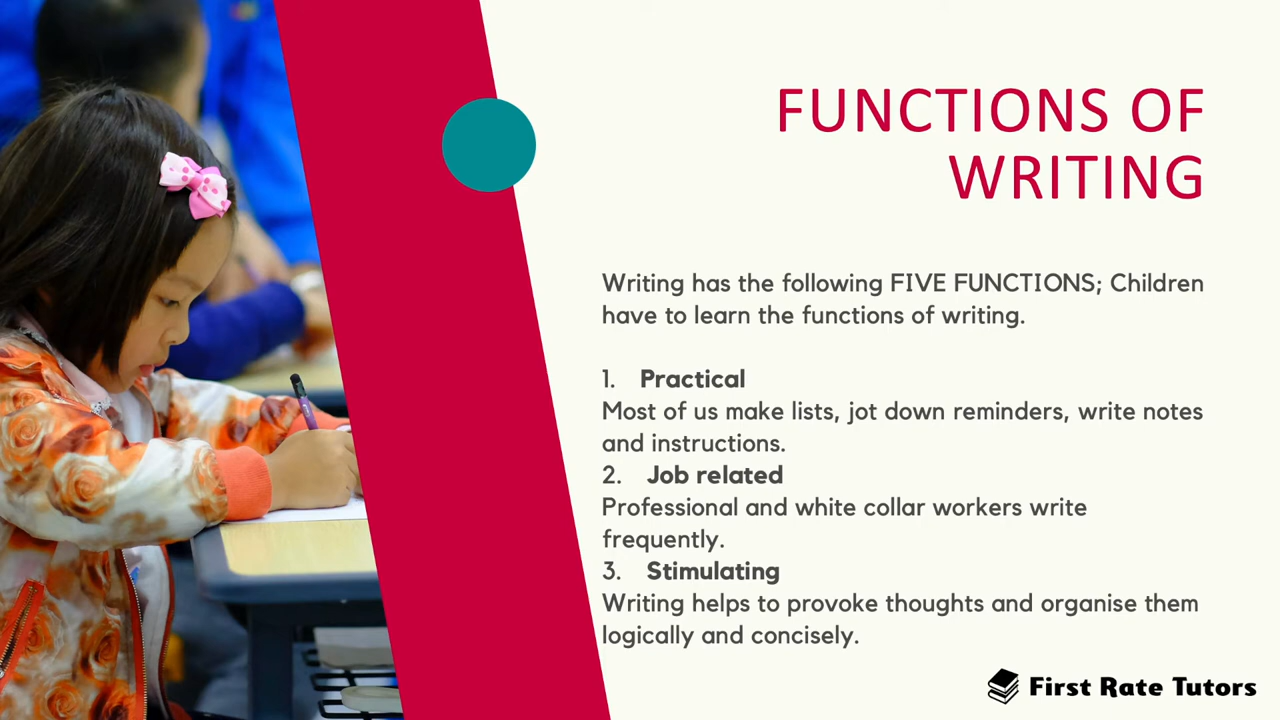 FUNCTIONS OF
WRITING
Writing has the following FIVE FUNCTIONS; Children
have to learn the functions of writing.
1. Practical
Most of us make lists, jot down reminders, write notes
and instructions.
2. Job related
Professional and white collar workers write
frequently.
3. Stimulating
Writing helps to provoke thoughts and organise them
logically and concisely.
First Rate Tutors